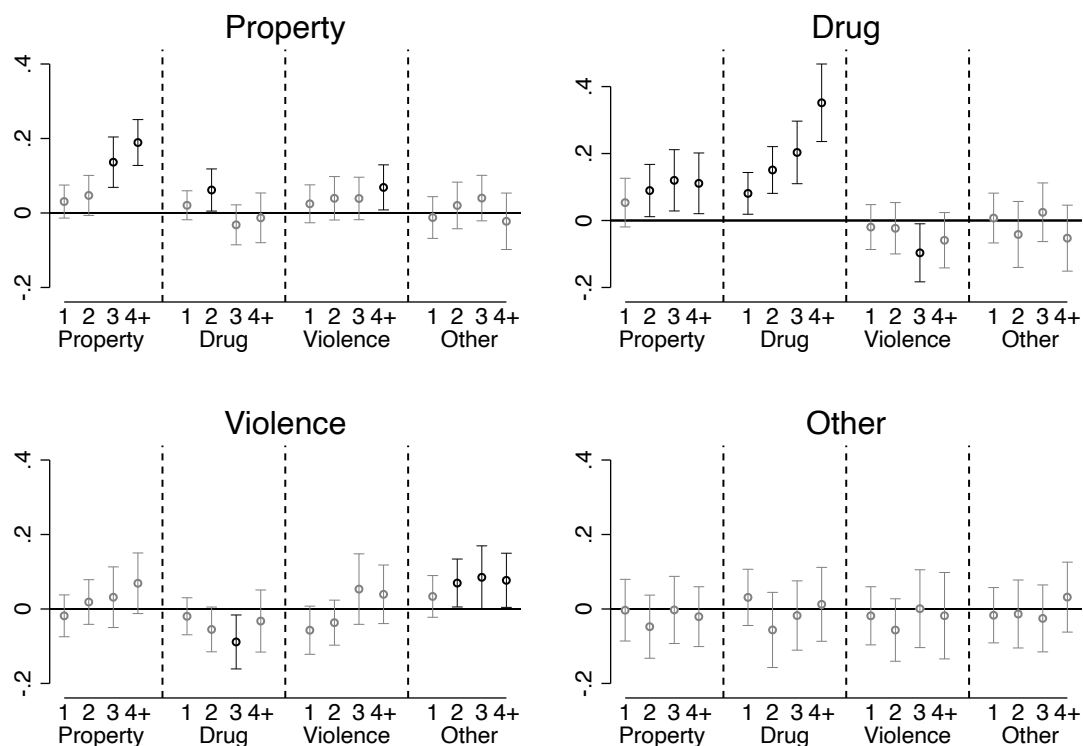 Property
Drug
.4
.2
0
-.2
1 2 3 4+ 1 2 3 4+ 1 2 3 4+ 1 2 3 4+
Property Drug Violence Other
.4
.2
0
-.2
1 2 3 4+ 1 2 3 4+ 1 2 3 4+ 1 2 3 4+
Property Drug Violence Other
Violence
Other
.4
.2
0
-.2
1 2 3 4+ 1 2 3 4+ 1 2 3 4+ 1 2 3 4+
Property Drug Violence Other
.4
.2
0
-.2
1 2 3 4+ 1 2 3 4+ 1 2 3 4+ 1 2 3 4+
Property Drug Violence Other